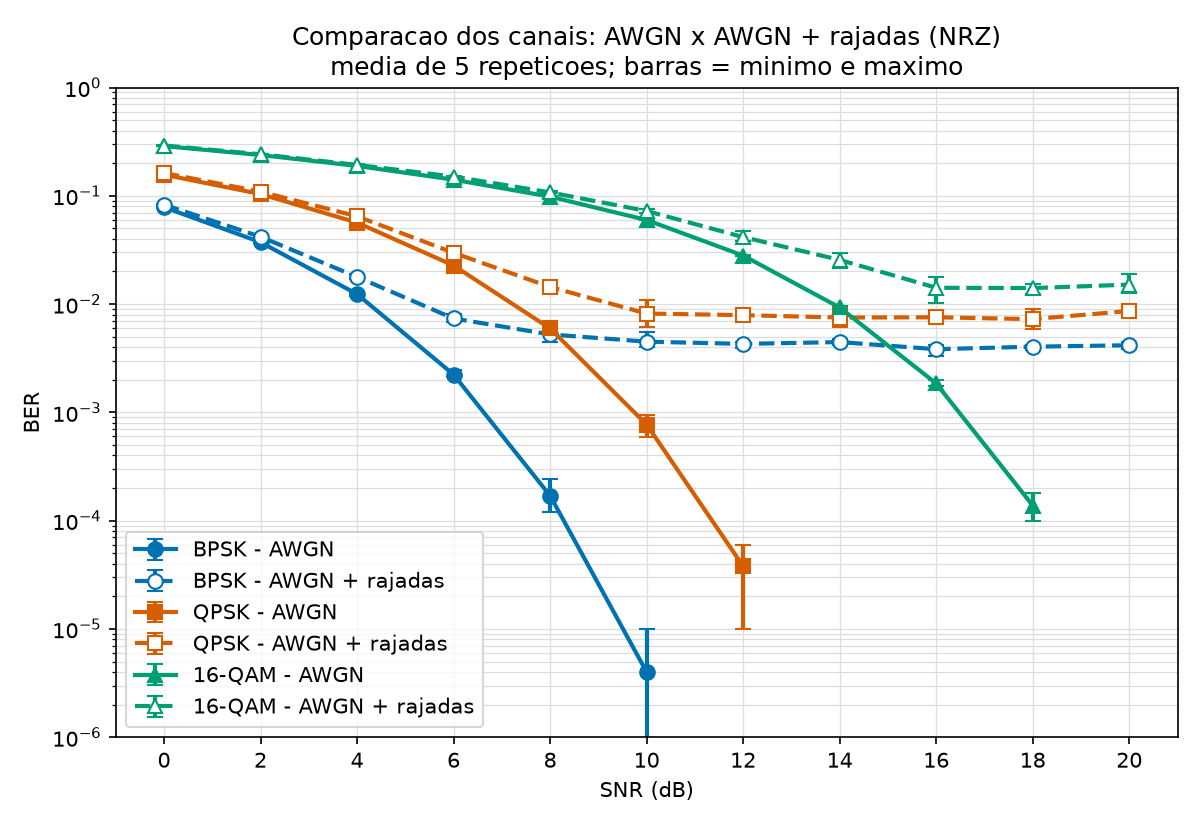 Comparacao dos canais: AWGN x AWGN + rajadas (NRZ)
media de 5 repeticoes; barras = minimo e maximo
10^0
10^-1
10^-2
10^-3
10^-4
10^-5
10^-6
BER
BPSK - AWGN
BPSK - AWGN + rajadas
QPSK - AWGN
QPSK - AWGN + rajadas
16-QAM - AWGN
16-QAM - AWGN + rajadas
0 2 4 6 8 10 12 14 16 18 20
SNR (dB)